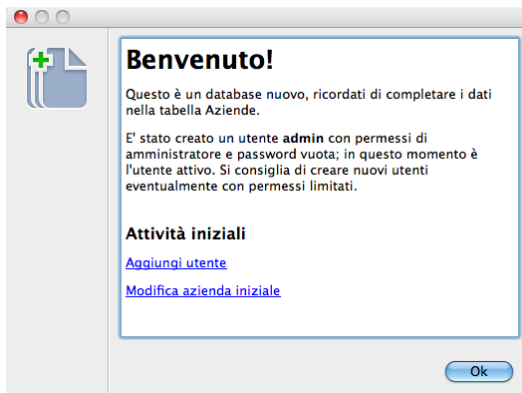 Benvenuto!
Questo è un database nuovo, ricordati di completare i dati
nella tabella Aziende.
E' stato creato un utente admin con permessi di
amministratore e password vuota; in questo momento è
l'utente attivo. Si consiglia di creare nuovi utenti
eventualmente con permessi limitati.
Attività iniziali
Aggiungi utente
Modifica azienda iniziale
Ok